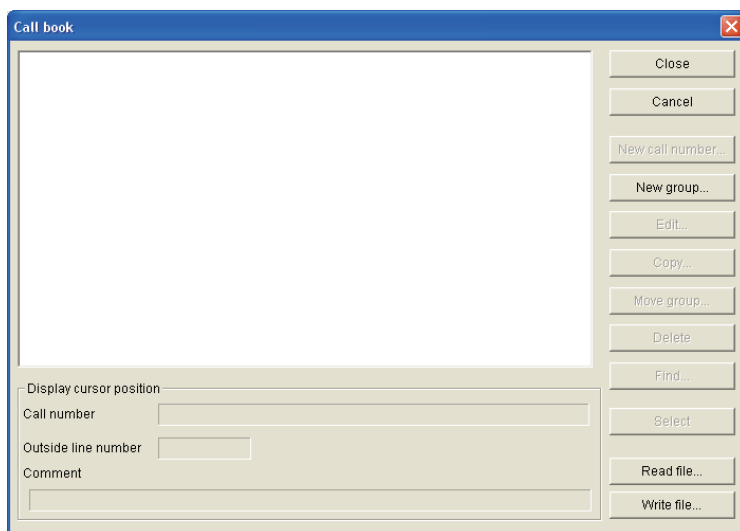 Call book
Close
Cancel
New call number...
New group...
Edit...
Copy...
Move group...
Delete
Find...
Select
Read file...
Write file...
Display cursor position
Call number
Outside line number
Comment